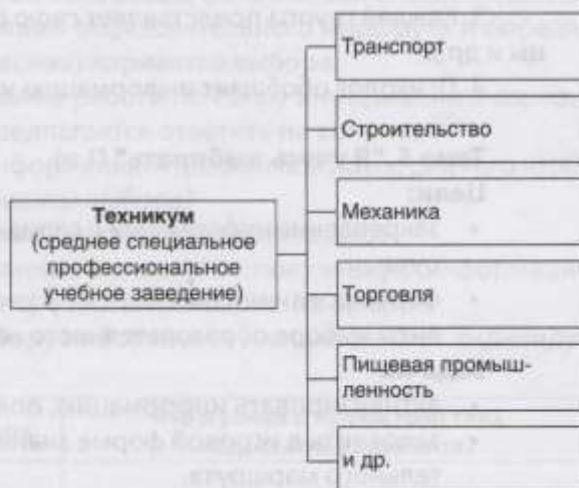 Техникум
(среднее специальное
профессиональное
учебное заведение)
Транспорт
Строительство
Механика
Торговля
Пищевая промыш-
ленность
и др.